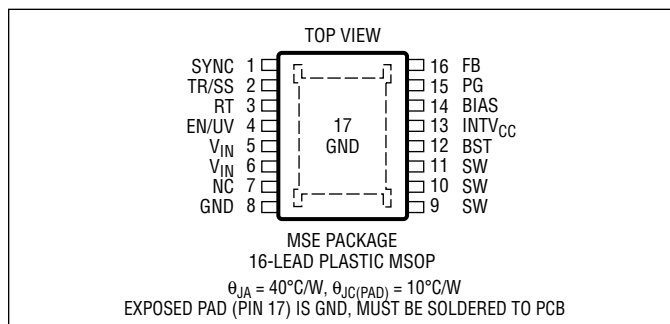 TOP VIEW
SYNC 1
TR/SS 2
RT 3
EN/UV 4
VIN 5
VIN 6
NC 7
GND 8
17
GND
16 FB
15 PG
14 BIAS
13 INTVCC
12 BST
11 SW
10 SW
9 SW
MSE PACKAGE
16-LEAD PLASTIC MSOP
θJA = 40°C/W, θJC(PAD) = 10°C/W
EXPOSED PAD (PIN 17) IS GND, MUST BE SOLDERED TO PCB